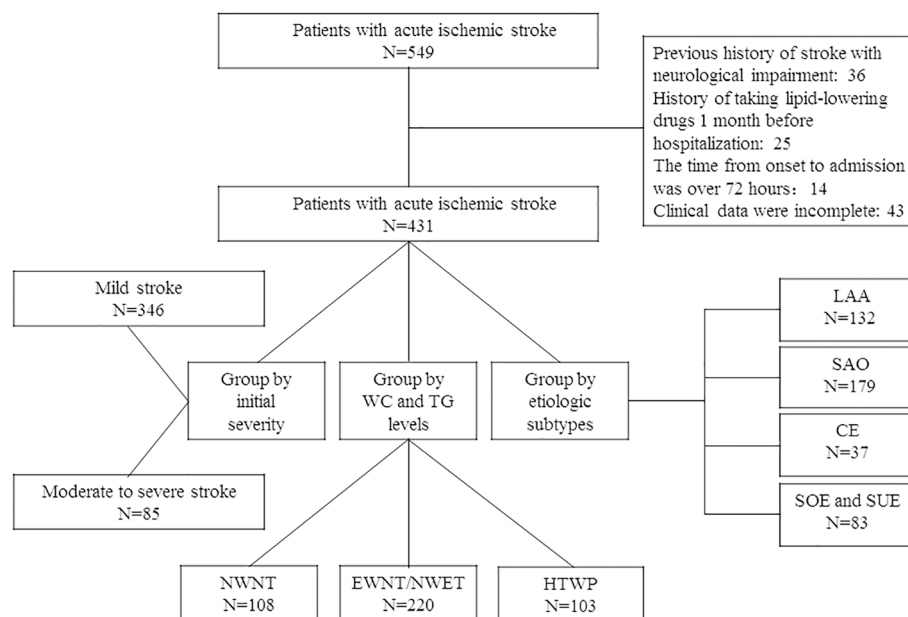 Patients with acute ischemic stroke
N=549
Previous history of stroke with
neurological impairment: 36
History of taking lipid-lowering
drugs 1 month before
hospitalization: 25
The time from onset to admission
was over 72 hours：14
Clinical data were incomplete: 43
Patients with acute ischemic stroke
N=431
Mild stroke
N=346
Moderate to severe stroke
N=85
Group by
initial
severity
Group by
WC and TG
levels
Group by
etiologic
subtypes
LAA
N=132
SAO
N=179
CE
N=37
SOE and SUE
N=83
NWNT
N=108
EWNT/NWET
N=220
HTWP
N=103